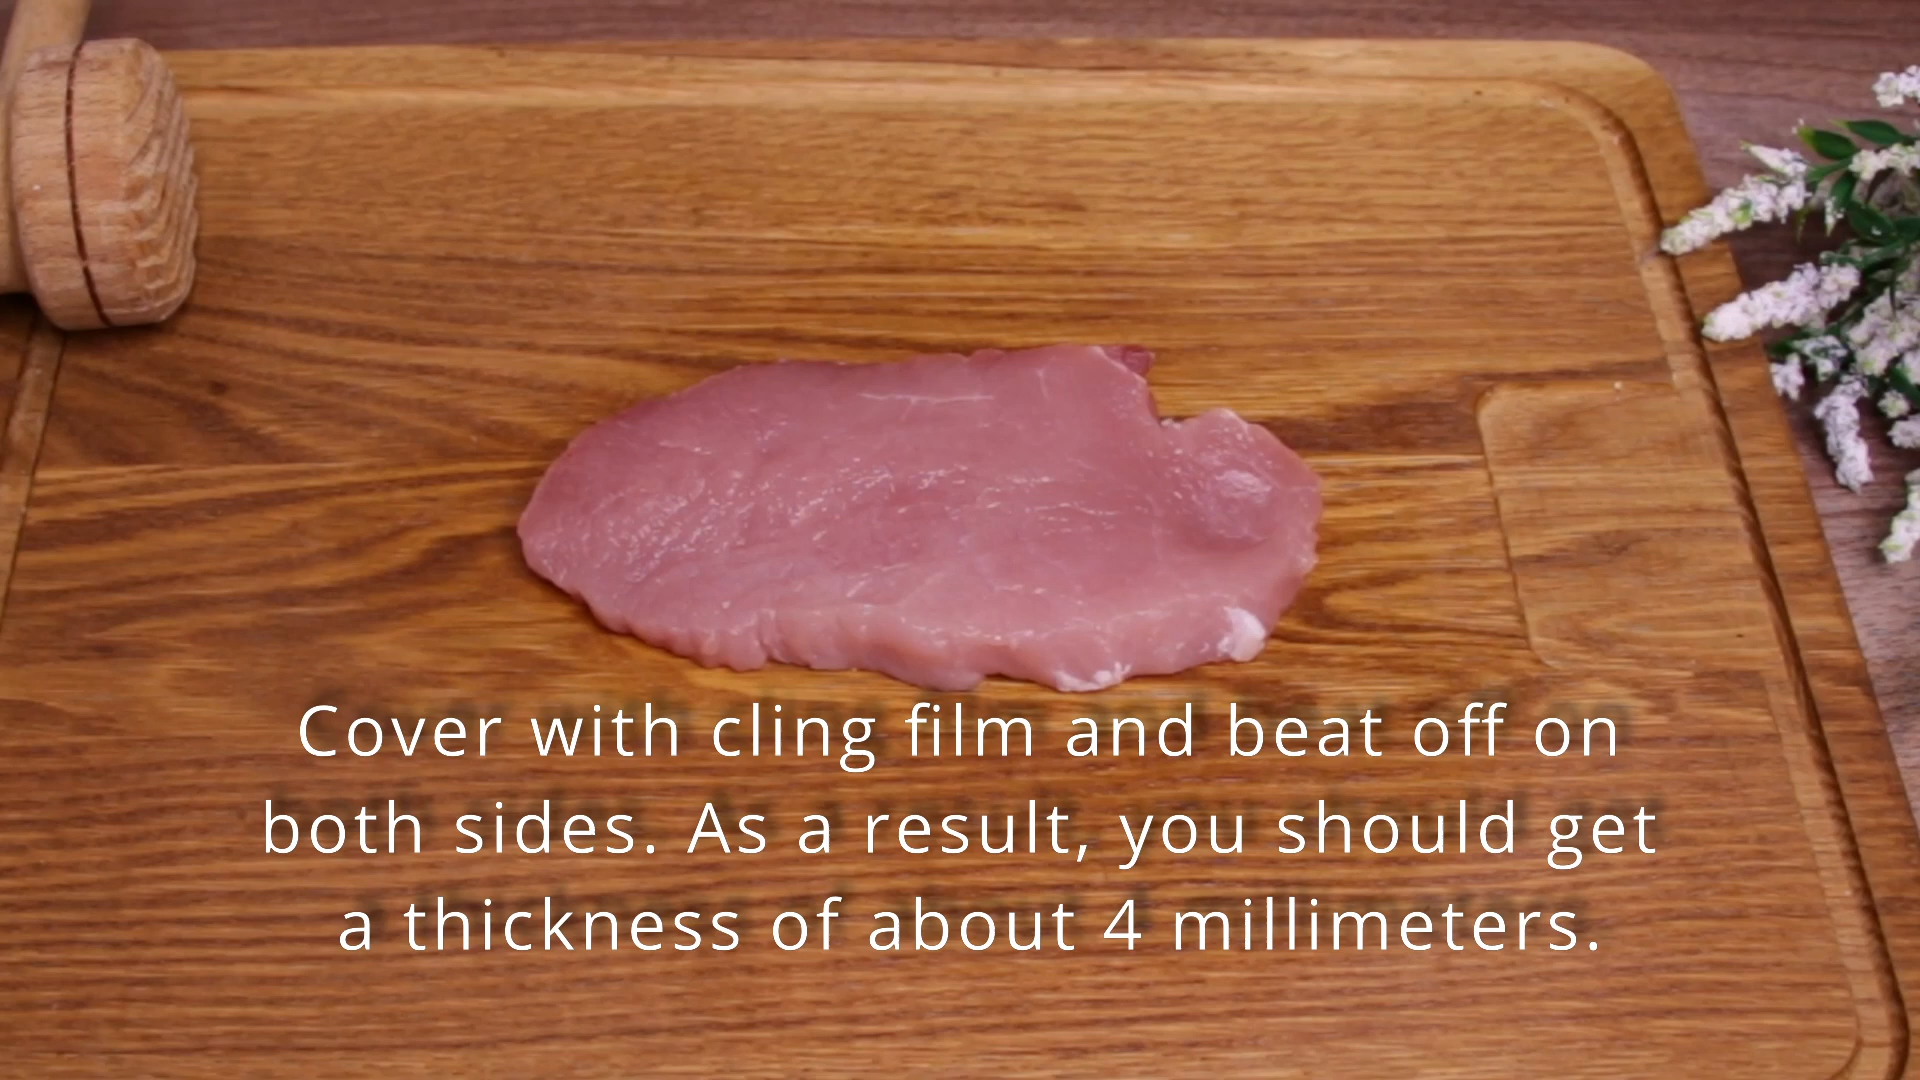 Cover with cling film and beat off on
both sides. As a result, you should get
a thickness of about 4 millimeters.